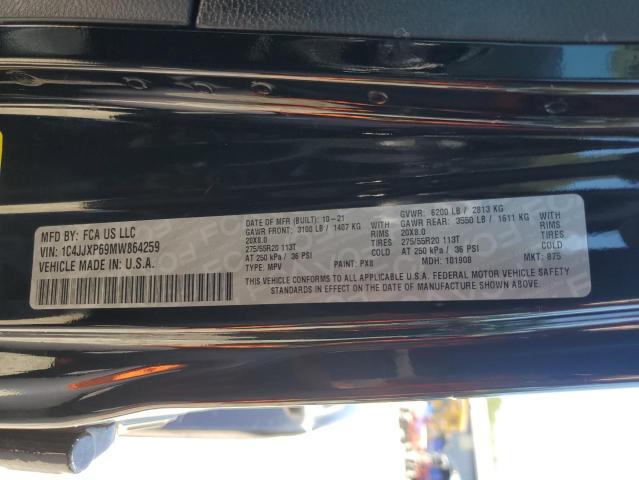 MFD BY: FCA US LLC
VIN: 1C4JJXP69MW864259
VEHICLE MADE IN: U.S.A.
DATE OF MFR (BUILT): 10-21
GAWR FRONT: 3100 LB / 1407 KG
20X8.0 RIMS
275/55R20 113T TIRES
AT 250 kPa / 36 PSI COLD
TYPE: MPV PAINT: PX8
GVWR: 6200 LB / 2813 KG
GAWR REAR: 3550 LB / 1611 KG
20X8.0 RIMS
275/55R20 113T TIRES
AT 250 kPa / 36 PSI COLD
MDH: 101908 MKT: 875
THIS VEHICLE CONFORMS TO ALL APPLICABLE U.S.A. FEDERAL MOTOR VEHICLE SAFETY
STANDARDS IN EFFECT ON THE DATE OF MANUFACTURE SHOWN ABOVE.